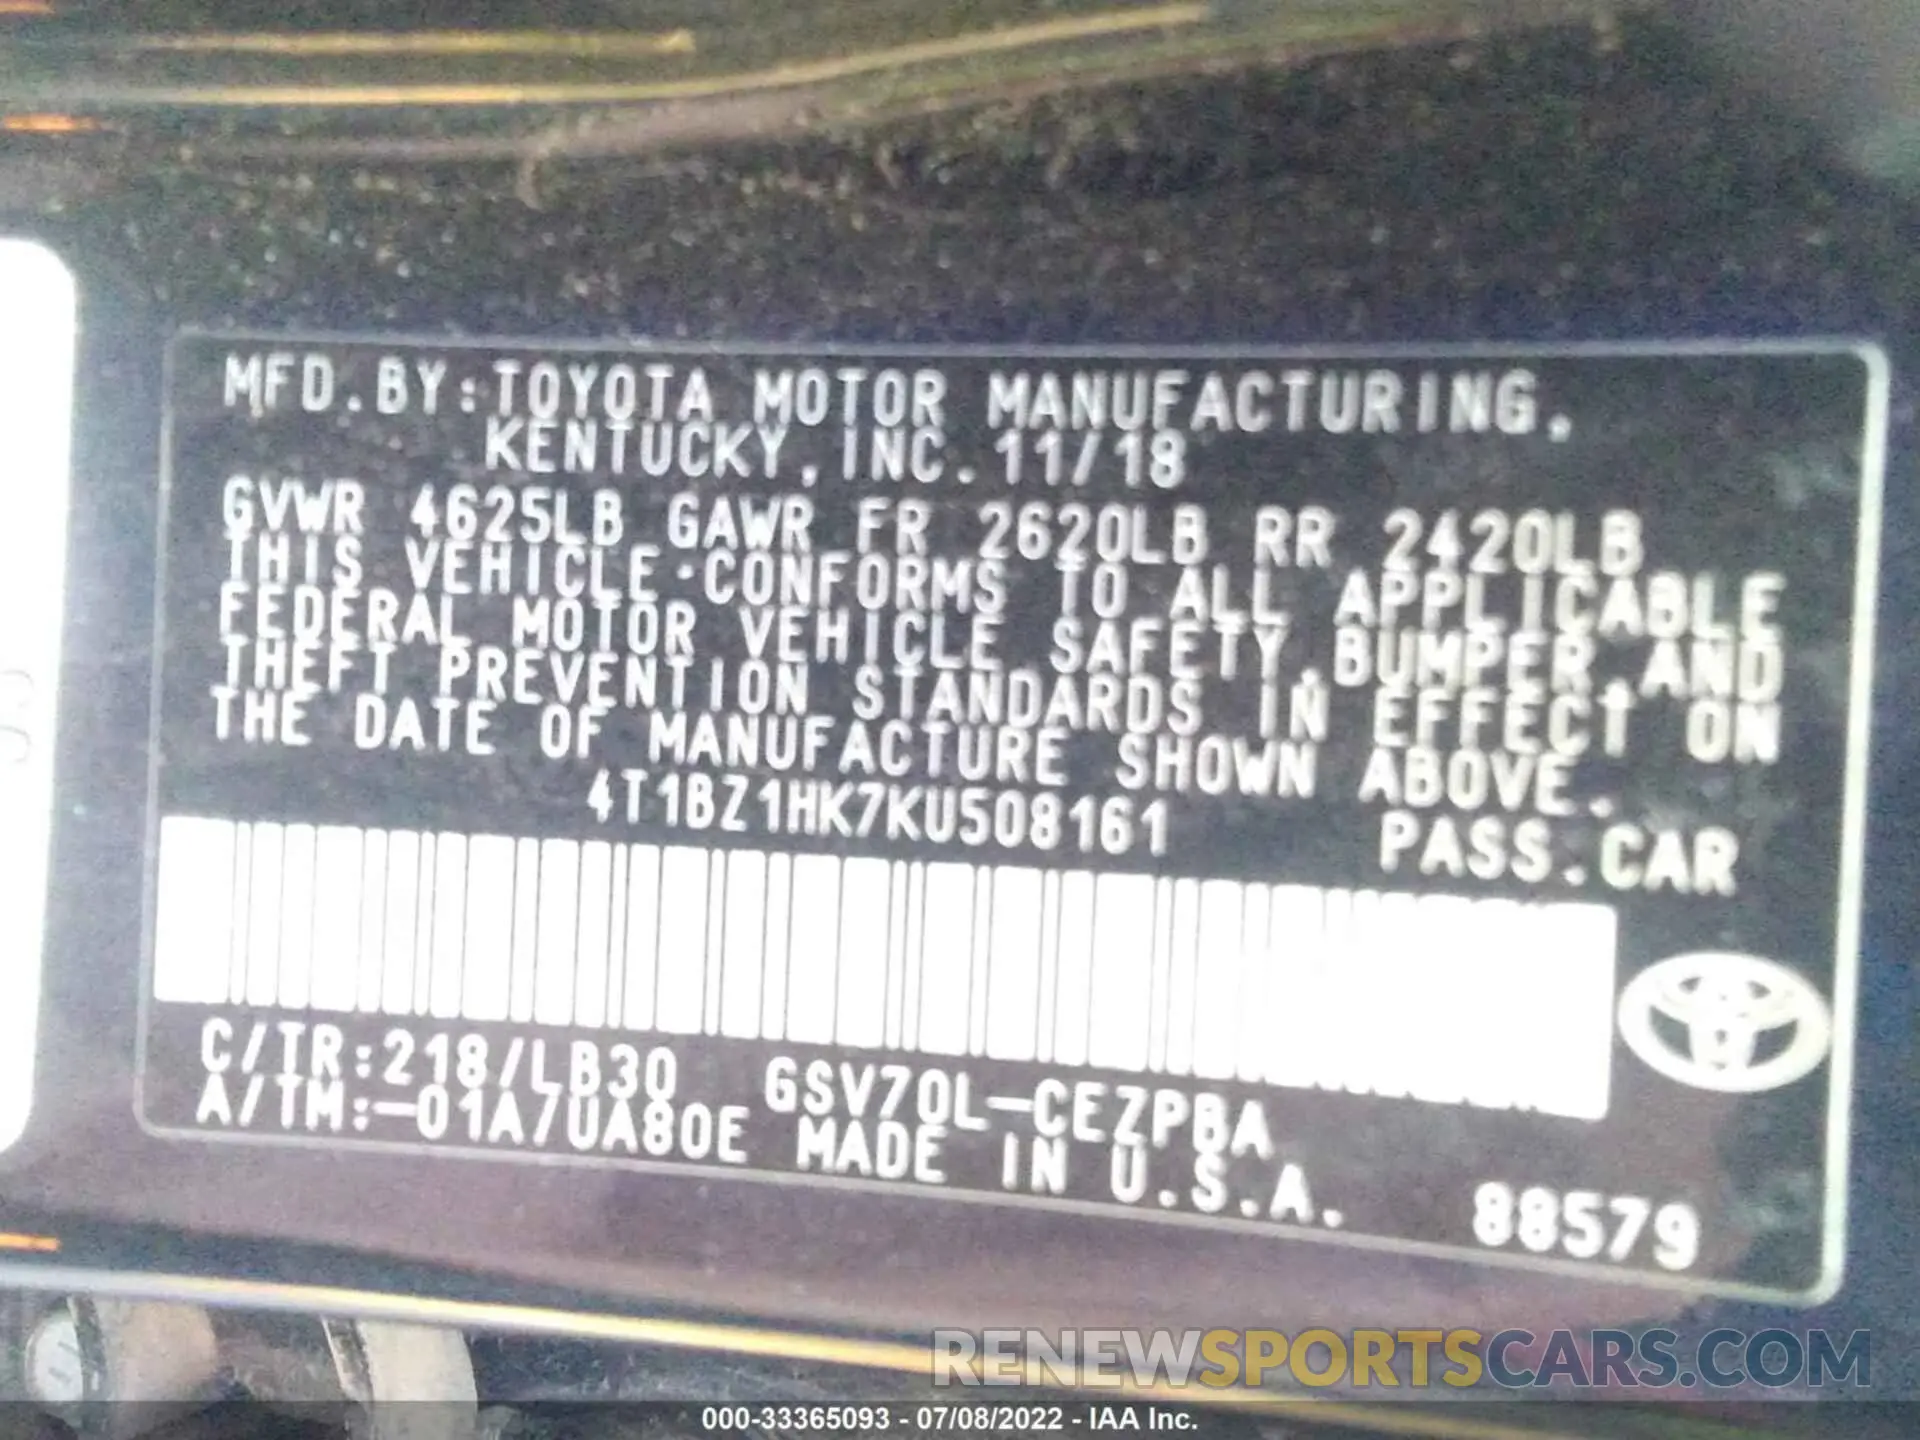 MFD.BY:TOYOTA MOTOR MANUFACTURING,
KENTUCKY,INC.11/18
GVWR 4625LB GAWR FR 2620LB RR 2420LB
THIS VEHICLE CONFORMS TO ALL APPLICABLE
FEDERAL MOTOR VEHICLE SAFETY,BUMPER,AND
THEFT PREVENTION STANDARDS IN EFFECT ON
THE DATE OF MANUFACTURE SHOWN ABOVE.
4T1BZ1HK7KU508161
PASS.CAR
C/TR:218/LB30 GSV70L-CEZPBA
A/TM:-01A/UA80E MADE IN U.S.A.
88579
RENEWSPORTSCARS.COM
000-33365093 - 07/08/2022 - IAA Inc.